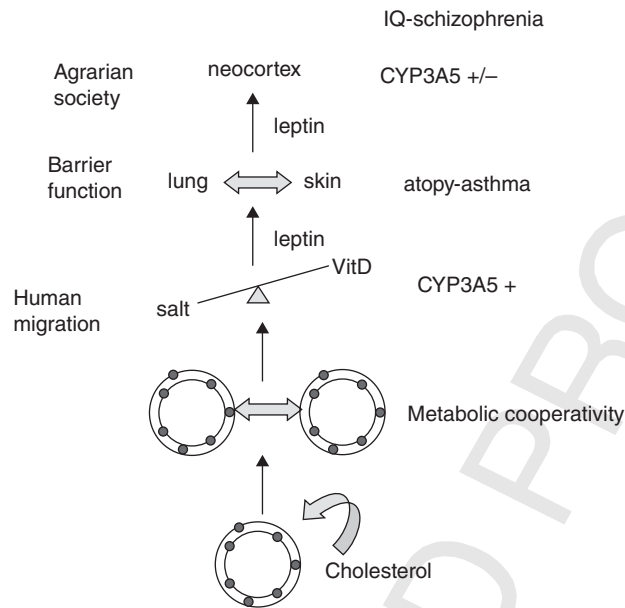 IQ-schizophrenia
Agrarian
society
neocortex
CYP3A5 +/–
leptin
Barrier
function
lung
skin
atopy-asthma
leptin
VitD
salt
CYP3A5 +
Human
migration
Metabolic cooperativity
Cholesterol
D PRO